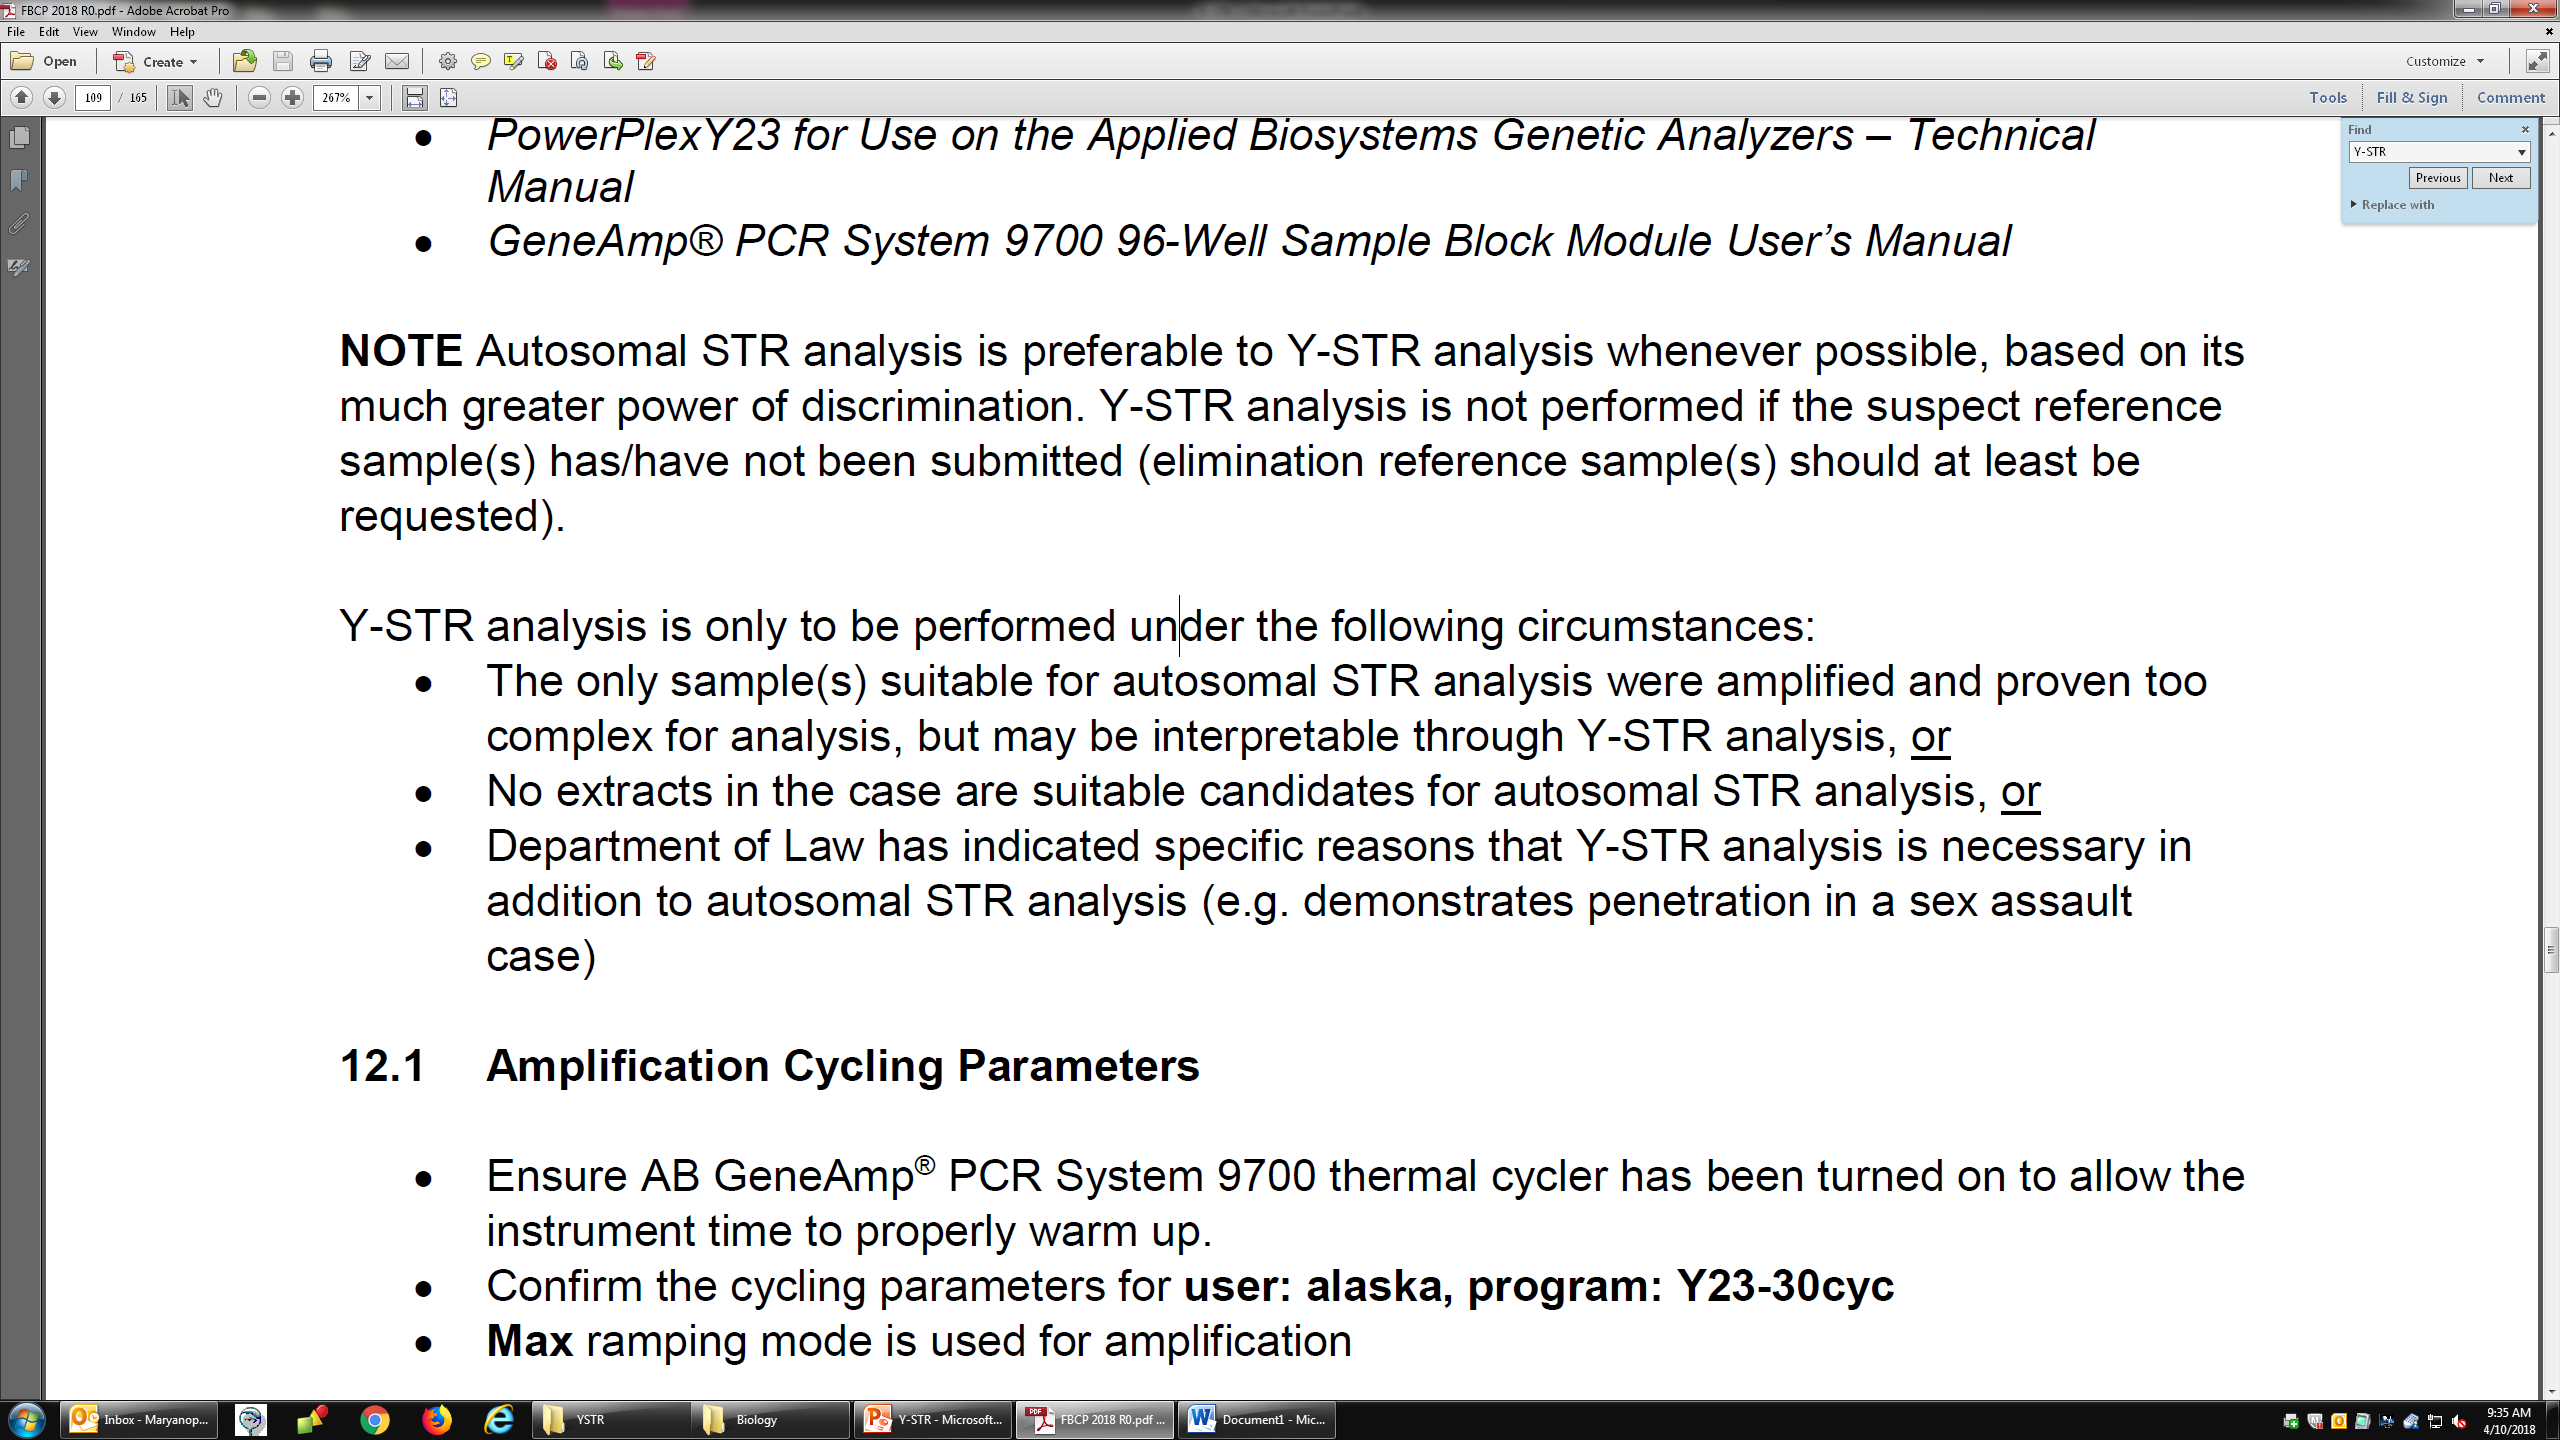 FBCP 2018 R0.pdf - Adobe Acrobat Pro
File Edit View Window Help
Open Create Customize
109 / 165 267% Tools Fill & Sign Comment
Find
Y-STR
Previous Next
Replace with
• PowerPlexY23 for Use on the Applied Biosystems Genetic Analyzers – Technical
Manual
• GeneAmp® PCR System 9700 96-Well Sample Block Module User’s Manual
NOTE Autosomal STR analysis is preferable to Y-STR analysis whenever possible, based on its
much greater power of discrimination. Y-STR analysis is not performed if the suspect reference
sample(s) has/have not been submitted (elimination reference sample(s) should at least be
requested).
Y-STR analysis is only to be performed under the following circumstances:
• The only sample(s) suitable for autosomal STR analysis were amplified and proven too
complex for analysis, but may be interpretable through Y-STR analysis, or
• No extracts in the case are suitable candidates for autosomal STR analysis, or
• Department of Law has indicated specific reasons that Y-STR analysis is necessary in
addition to autosomal STR analysis (e.g. demonstrates penetration in a sex assault
case)
12.1 Amplification Cycling Parameters
• Ensure AB GeneAmp® PCR System 9700 thermal cycler has been turned on to allow the
instrument time to properly warm up.
• Confirm the cycling parameters for user: alaska, program: Y23-30cyc
• Max ramping mode is used for amplification
Inbox - Maryanop... YSTR Biology Y-STR - Microsoft... FBCP 2018 R0.pdf ... Document1 - Mic... 9:35 AM
4/10/2018